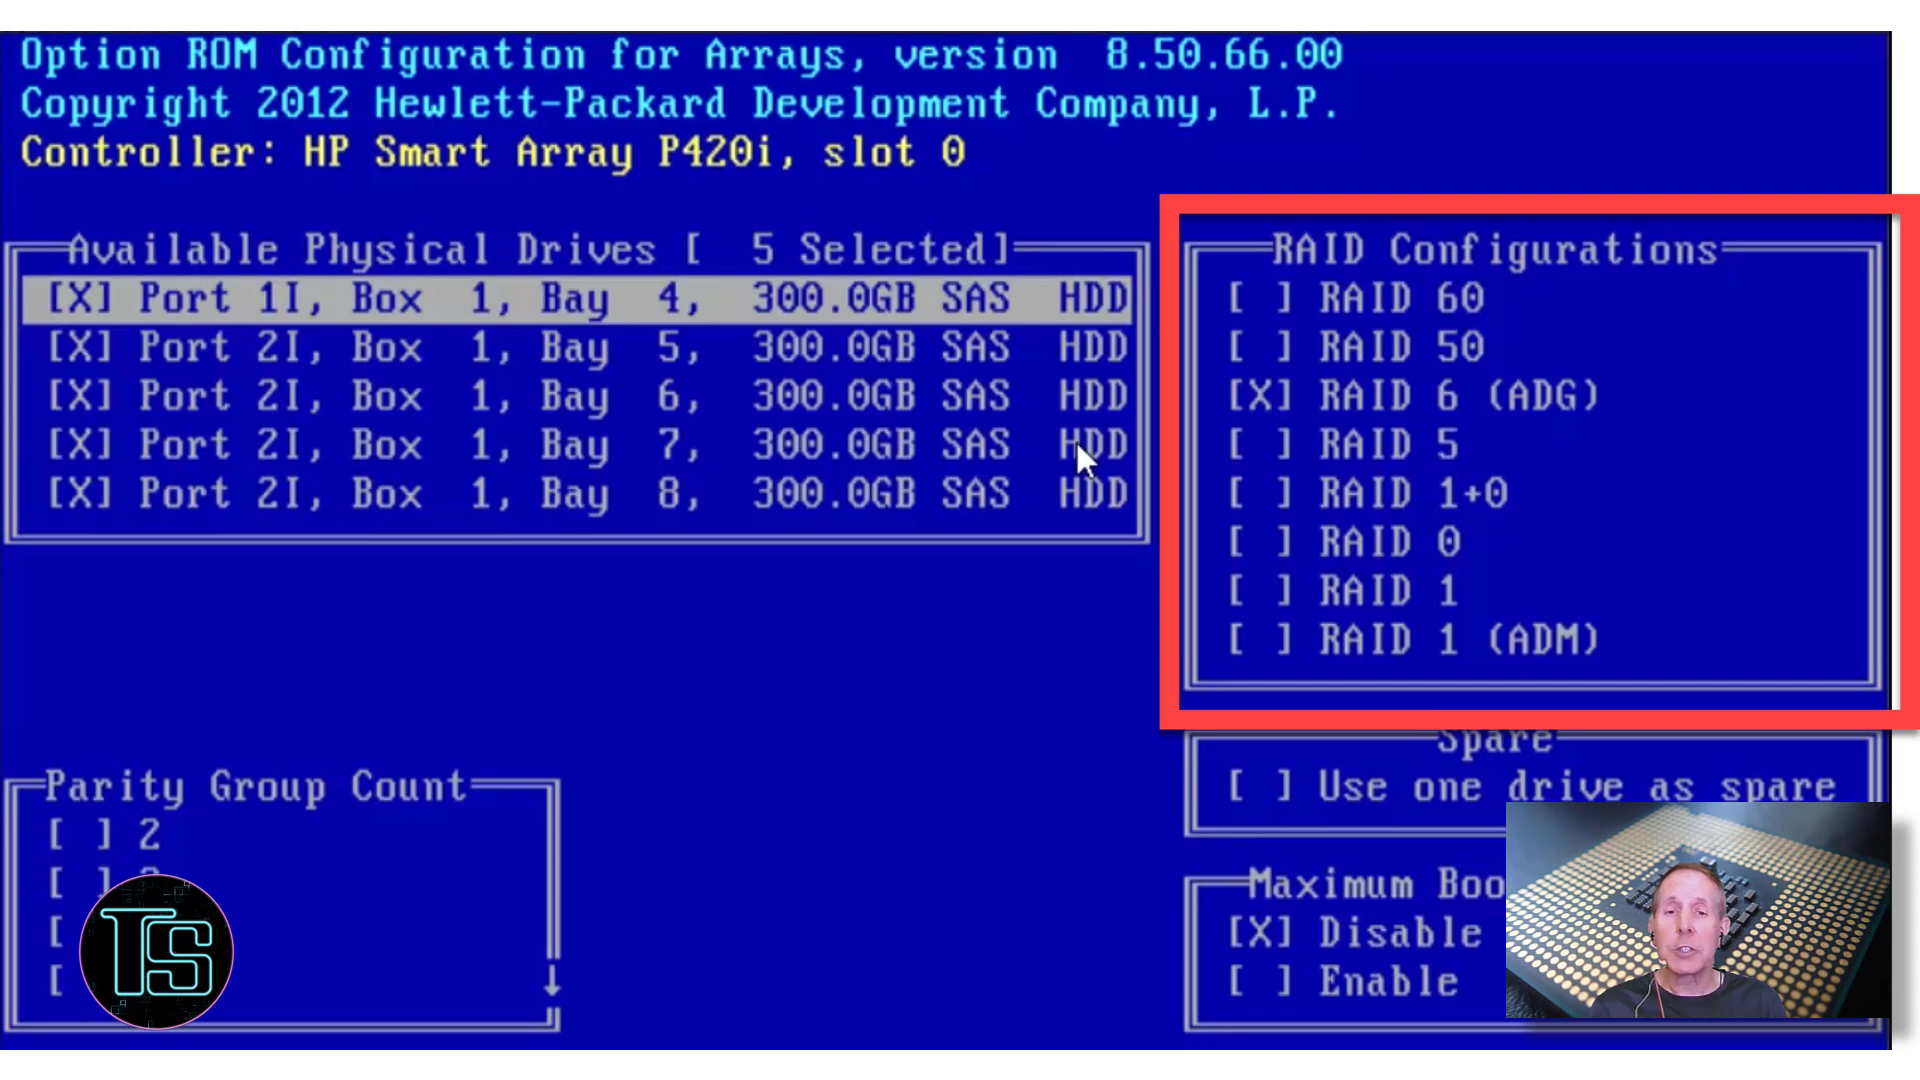 Option ROM Configuration for Arrays, version  8.50.66.00
Copyright 2012 Hewlett-Packard Development Company, L.P.
Controller: HP Smart Array P420i, slot 0
Available Physical Drives [  5 Selected]
[X] Port 1I, Box  1, Bay  4,  300.0GB SAS  HDD
[X] Port 2I, Box  1, Bay  5,  300.0GB SAS  HDD
[X] Port 2I, Box  1, Bay  6,  300.0GB SAS  HDD
[X] Port 2I, Box  1, Bay  7,  300.0GB SAS  HDD
[X] Port 2I, Box  1, Bay  8,  300.0GB SAS  HDD
RAID Configurations
[ ] RAID 60
[ ] RAID 50
[X] RAID 6 (ADG)
[ ] RAID 5
[ ] RAID 1+0
[ ] RAID 0
[ ] RAID 1
[ ] RAID 1 (ADM)
Parity Group Count
[ ] 2
[ ]
[
[
Spare
[ ] Use one drive as spare
Maximum Boo
[X] Disable
[ ] Enable
TS